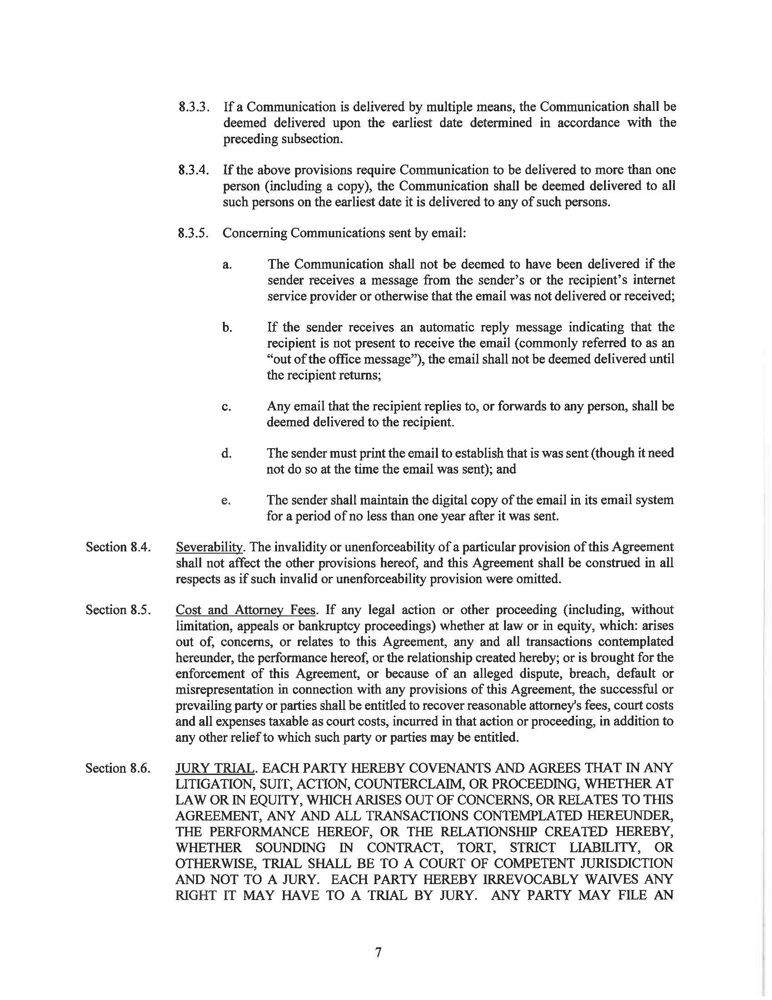 8.3.3. If a Communication is delivered by multiple means, the Communication shall be
deemed delivered upon the earliest date determined in accordance with the
preceding subsection.
8.3.4. If the above provisions require Communication to be delivered to more than one
person (including a copy), the Communication shall be deemed delivered to all
such persons on the earliest date it is delivered to any of such persons.
8.3.5. Concerning Communications sent by email:
a. The Communication shall not be deemed to have been delivered if the
sender receives a message from the sender’s or the recipient’s internet
service provider or otherwise that the email was not delivered or received;
b. If the sender receives an automatic reply message indicating that the
recipient is not present to receive the email (commonly referred to as an
“out of the office message”), the email shall not be deemed delivered until
the recipient returns;
c. Any email that the recipient replies to, or forwards to any person, shall be
deemed delivered to the recipient.
d. The sender must print the email to establish that is was sent (though it need
not do so at the time the email was sent); and
e. The sender shall maintain the digital copy of the email in its email system
for a period of no less than one year after it was sent.
Section 8.4. Severability. The invalidity or unenforceability of a particular provision of this Agreement
shall not affect the other provisions hereof, and this Agreement shall be construed in all
respects as if such invalid or unenforceability provision were omitted.
Section 8.5. Cost and Attorney Fees. If any legal action or other proceeding (including, without
limitation, appeals or bankruptcy proceedings) whether at law or in equity, which: arises
out of, concerns, or relates to this Agreement, any and all transactions contemplated
hereunder, the performance hereof, or the relationship created hereby; or is brought for the
enforcement of this Agreement, or because of an alleged dispute, breach, default or
misrepresentation in connection with any provisions of this Agreement, the successful or
prevailing party or parties shall be entitled to recover reasonable attorney's fees, court costs
and all expenses taxable as court costs, incurred in that action or proceeding, in addition to
any other relief to which such party or parties may be entitled.
Section 8.6. JURY TRIAL. EACH PARTY HEREBY COVENANTS AND AGREES THAT IN ANY
LITIGATION, SUIT, ACTION, COUNTERCLAIM, OR PROCEEDING, WHETHER AT
LAW OR IN EQUITY, WHICH ARISES OUT OF CONCERNS, OR RELATES TO THIS
AGREEMENT, ANY AND ALL TRANSACTIONS CONTEMPLATED HEREUNDER,
THE PERFORMANCE HEREOF, OR THE RELATIONSHIP CREATED HEREBY,
WHETHER SOUNDING IN CONTRACT, TORT, STRICT LIABILITY, OR
OTHERWISE, TRIAL SHALL BE TO A COURT OF COMPETENT JURISDICTION
AND NOT TO A JURY. EACH PARTY HEREBY IRREVOCABLY WAIVES ANY
RIGHT IT MAY HAVE TO A TRIAL BY JURY. ANY PARTY MAY FILE AN
7